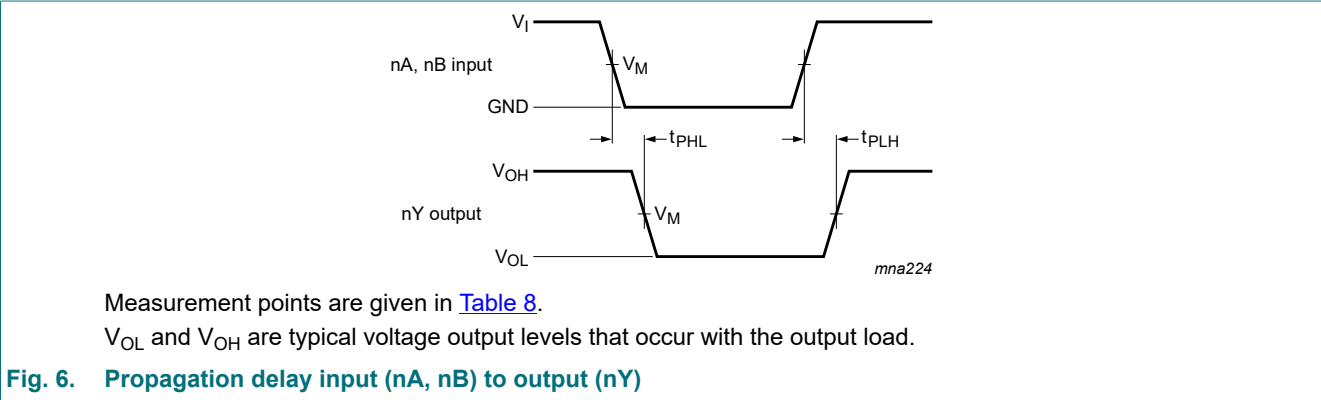 VI
nA, nB input
VM
GND
tPHL
tPLH
VOH
nY output
VM
VOL
mna224
Measurement points are given in Table 8.
VOL and VOH are typical voltage output levels that occur with the output load.
Fig. 6. Propagation delay input (nA, nB) to output (nY)